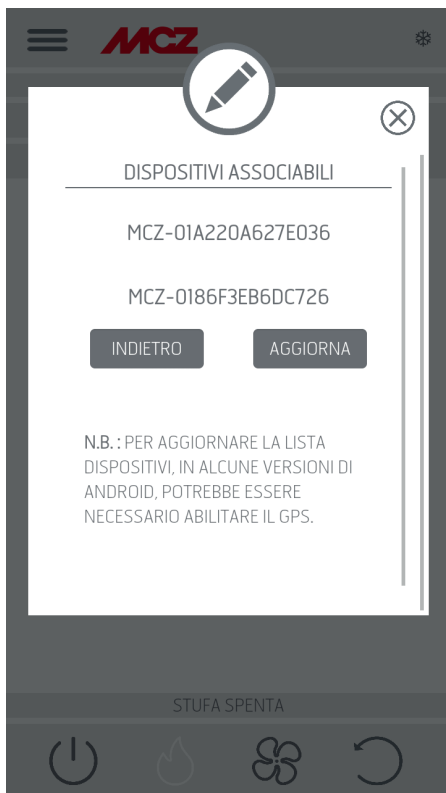 MCZ
DISPOSITIVI ASSOCIABILI
MCZ-01A220A627E036
MCZ-0186F3EB6DC726
INDIETRO AGGIORNA
N.B. : PER AGGIORNARE LA LISTA
DISPOSITIVI, IN ALCUNE VERSIONI DI
ANDROID, POTREBBE ESSERE
NECESSARIO ABILITARE IL GPS.
STUFA SPENTA